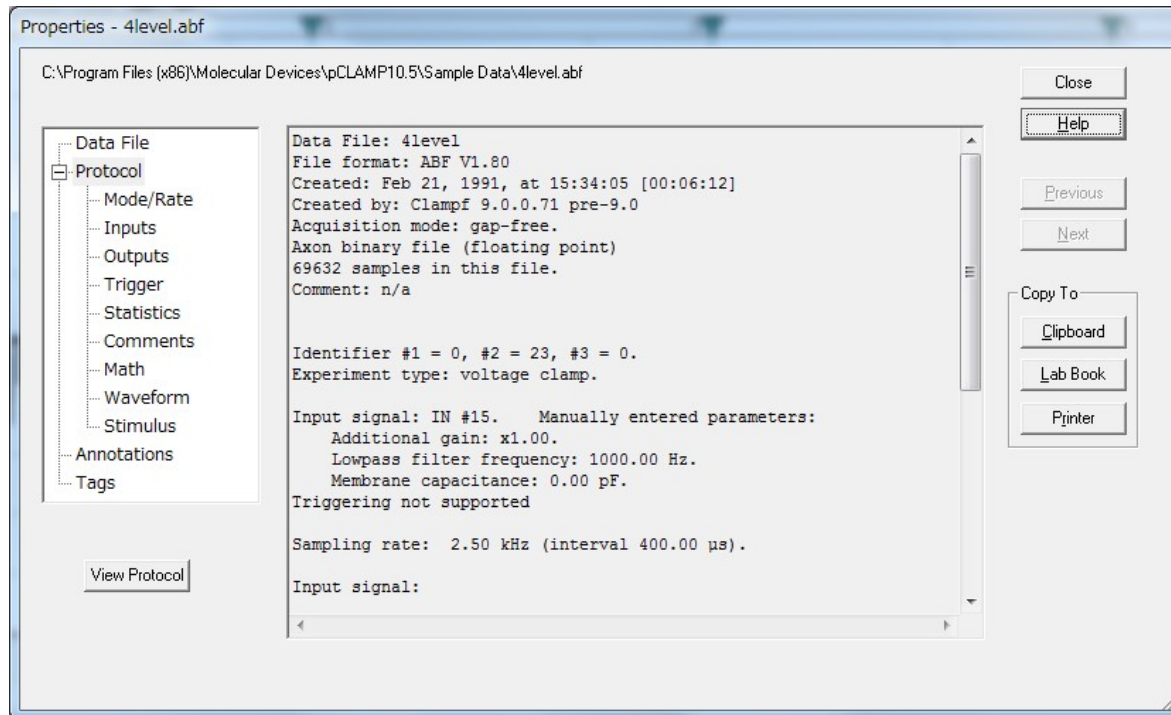 Properties - 4level.abf
C:\Program Files (x86)\Molecular Devices\pCLAMP10.5\Sample Data\4level.abf
Data File
Protocol
Mode/Rate
Inputs
Outputs
Trigger
Statistics
Comments
Math
Waveform
Stimulus
Annotations
Tags
View Protocol
Data File: 4level
File format: ABF V1.80
Created: Feb 21, 1991, at 15:34:05 [00:06:12]
Created by: Clampf 9.0.0.71 pre-9.0
Acquisition mode: gap-free.
Axon binary file (floating point)
69632 samples in this file.
Comment: n/a
Identifier #1 = 0, #2 = 23, #3 = 0.
Experiment type: voltage clamp.
Input signal: IN #15. Manually entered parameters:
Additional gain: x1.00.
Lowpass filter frequency: 1000.00 Hz.
Membrane capacitance: 0.00 pF.
Triggering not supported
Sampling rate: 2.50 kHz (interval 400.00 µs).
Input signal:
Close
Help
Previous
Next
Copy To
Clipboard
Lab Book
Printer